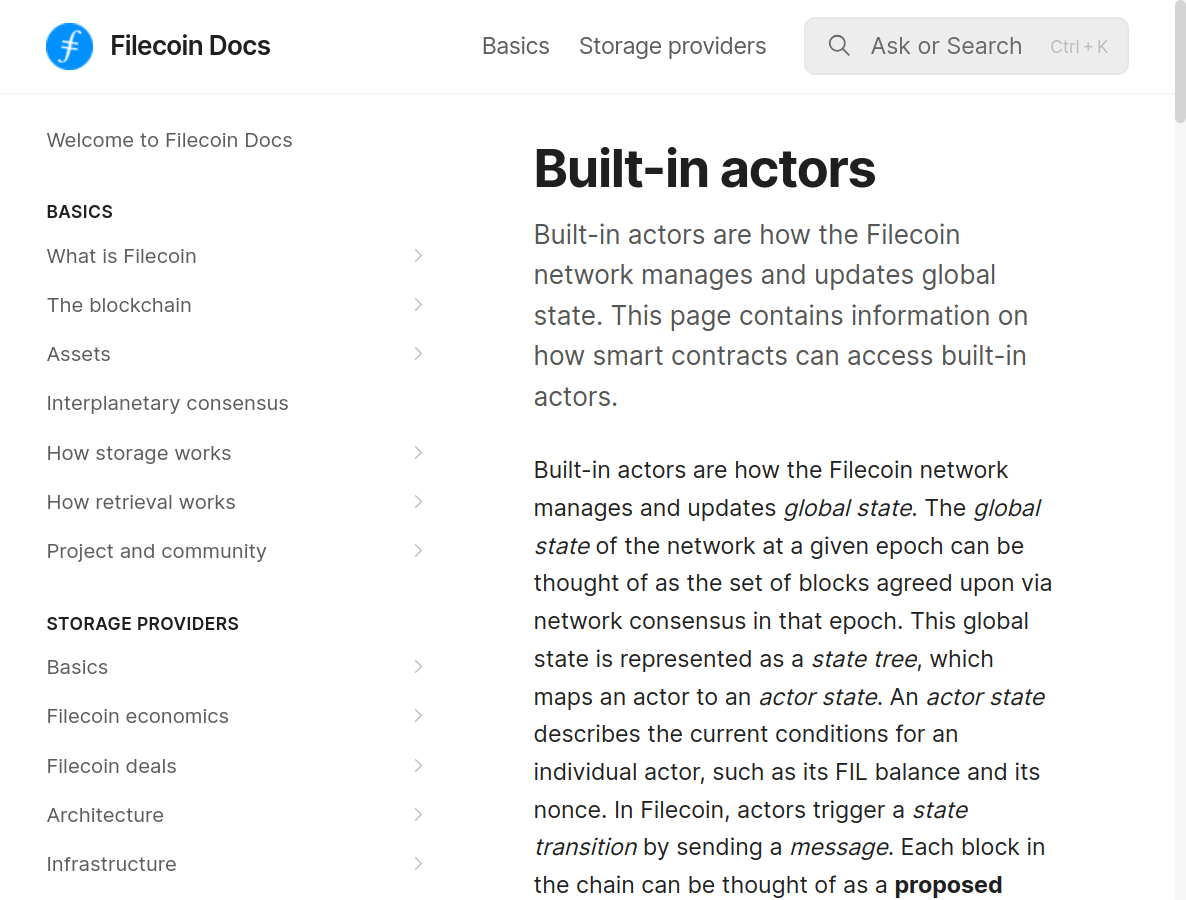 Filecoin Docs
Basics
Storage providers
Ask or Search
Ctrl + K
Welcome to Filecoin Docs
BASICS
What is Filecoin
The blockchain
Assets
Interplanetary consensus
How storage works
How retrieval works
Project and community
STORAGE PROVIDERS
Basics
Filecoin economics
Filecoin deals
Architecture
Infrastructure
Built-in actors
Built-in actors are how the Filecoin
network manages and updates global
state. This page contains information on
how smart contracts can access built-in
actors.
Built-in actors are how the Filecoin network
manages and updates global state. The global
state of the network at a given epoch can be
thought of as the set of blocks agreed upon via
network consensus in that epoch. This global
state is represented as a state tree, which
maps an actor to an actor state. An actor state
describes the current conditions for an
individual actor, such as its FIL balance and its
nonce. In Filecoin, actors trigger a state
transition by sending a message. Each block in
the chain can be thought of as a proposed